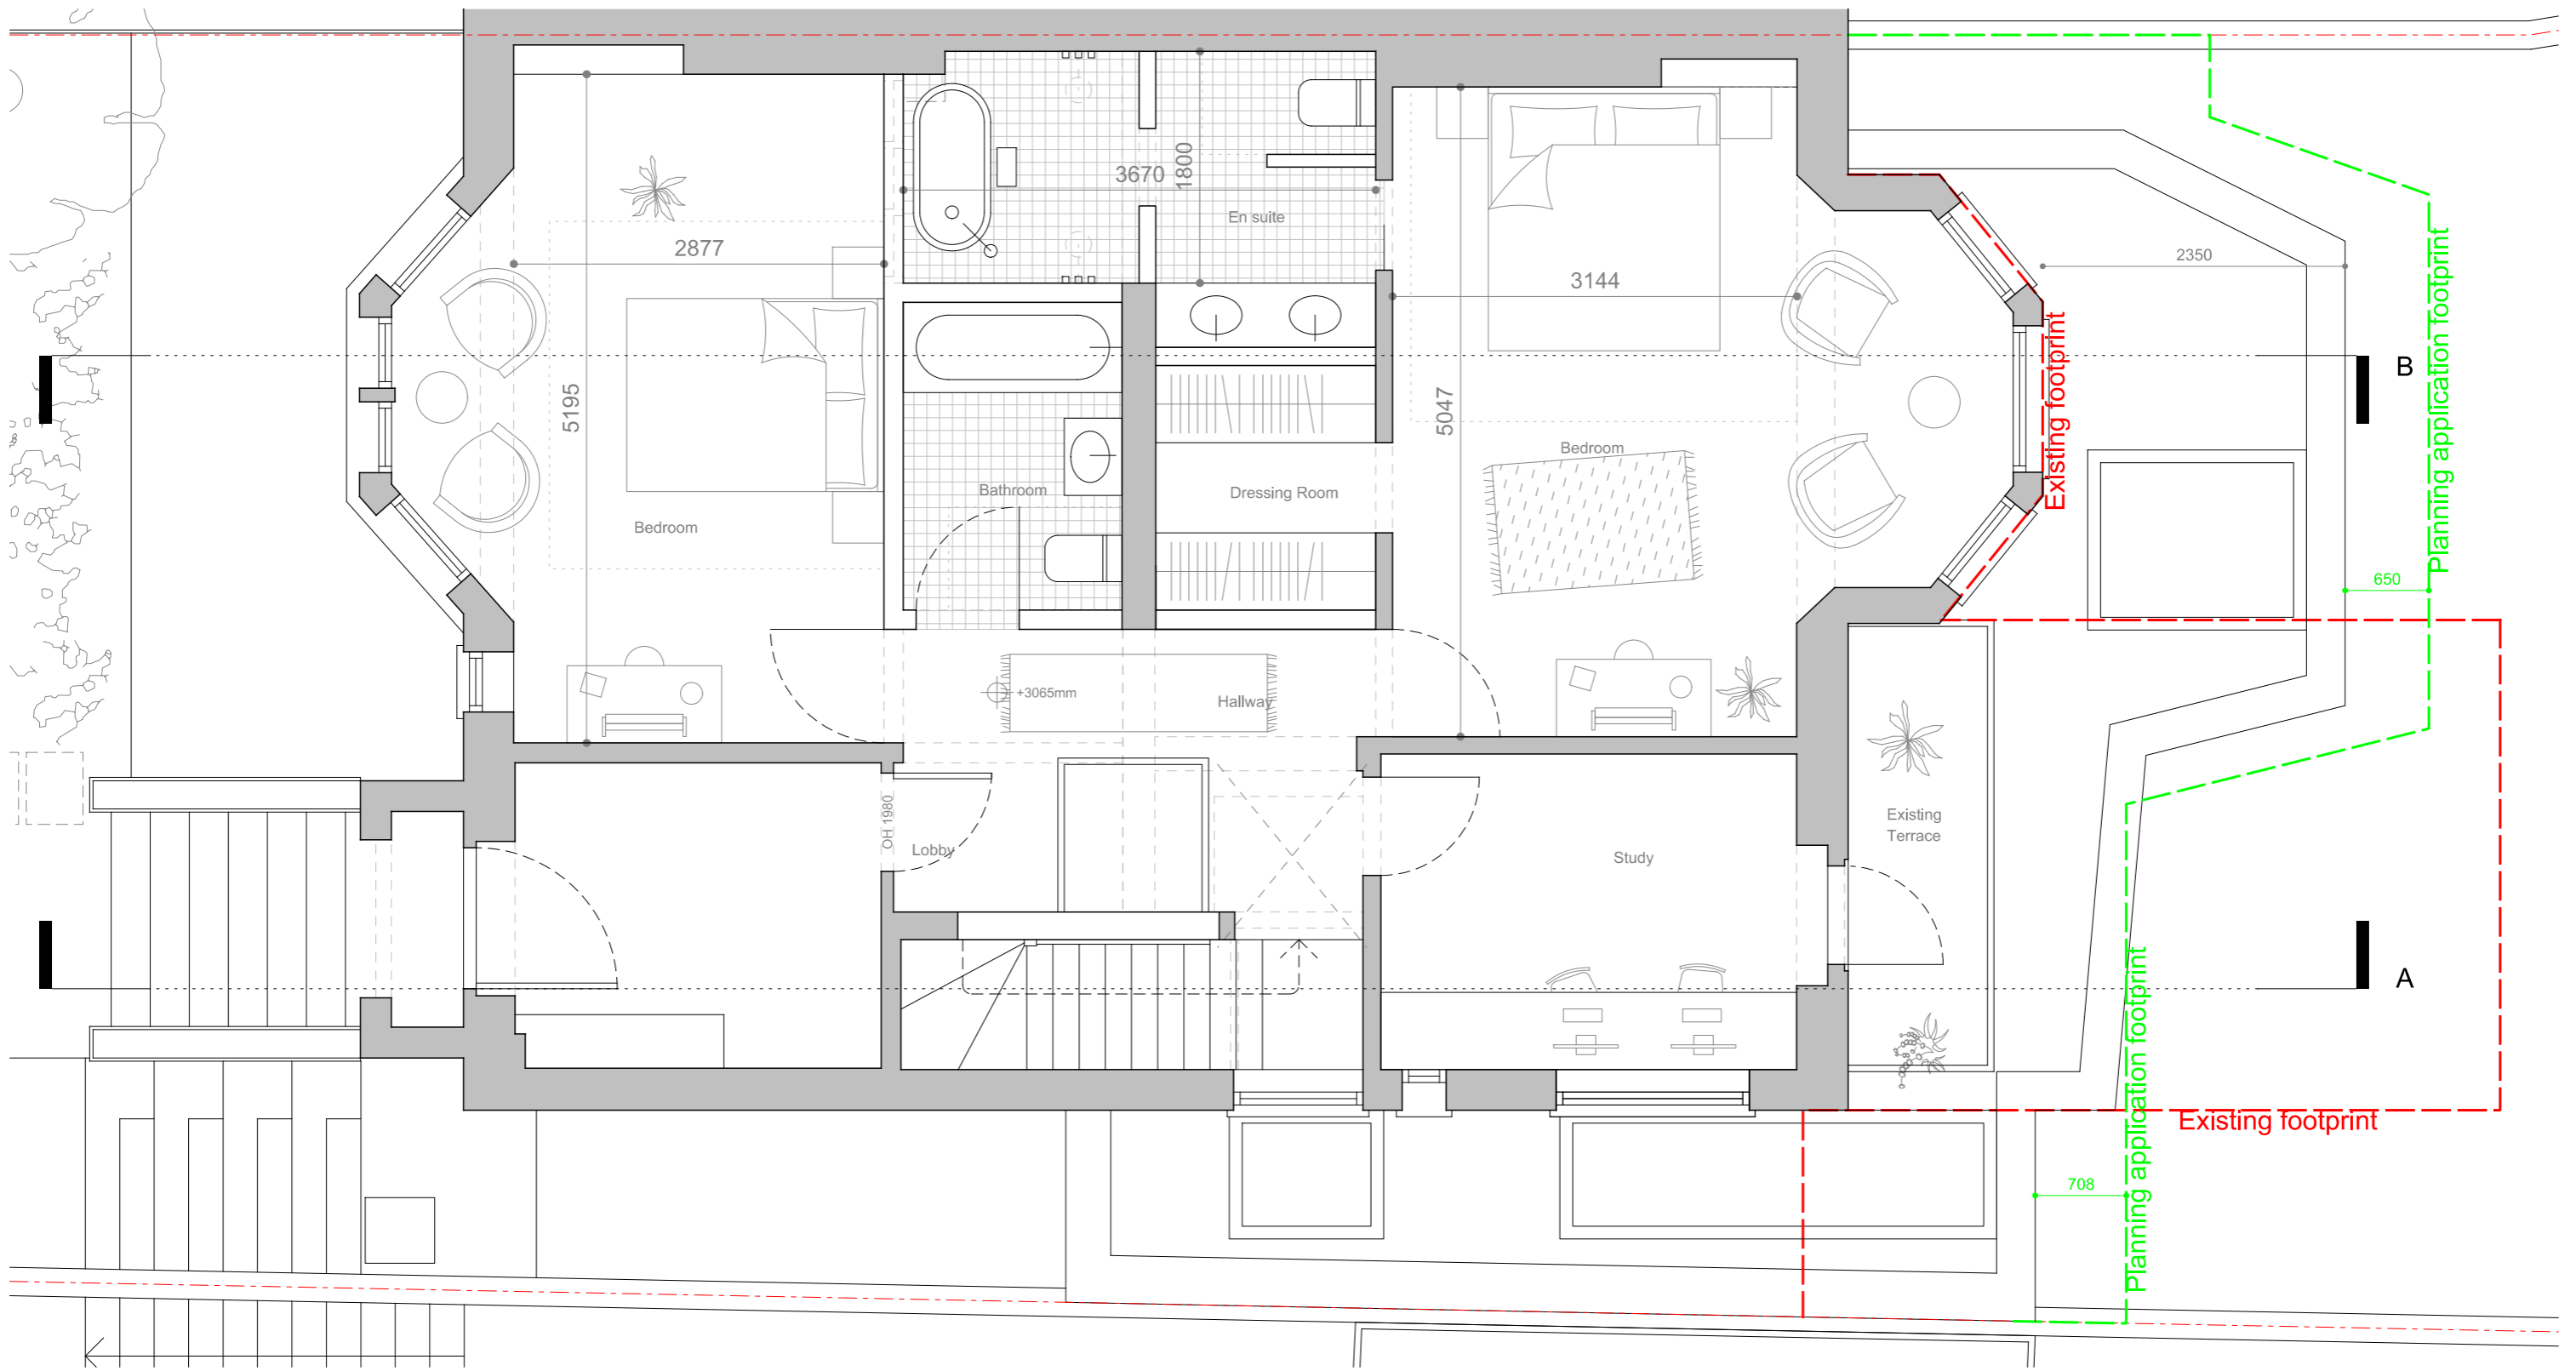 3670
1800
En suite
2877
3144
2350
Planning application footprint
Existing footprint
B
5195
5047
Bedroom
Bathroom
Dressing Room
Bedroom
650
+3065mm
Hallway
OH 1980
Lobby
Study
Existing
Terrace
A
Planning application footprint
Existing footprint
708